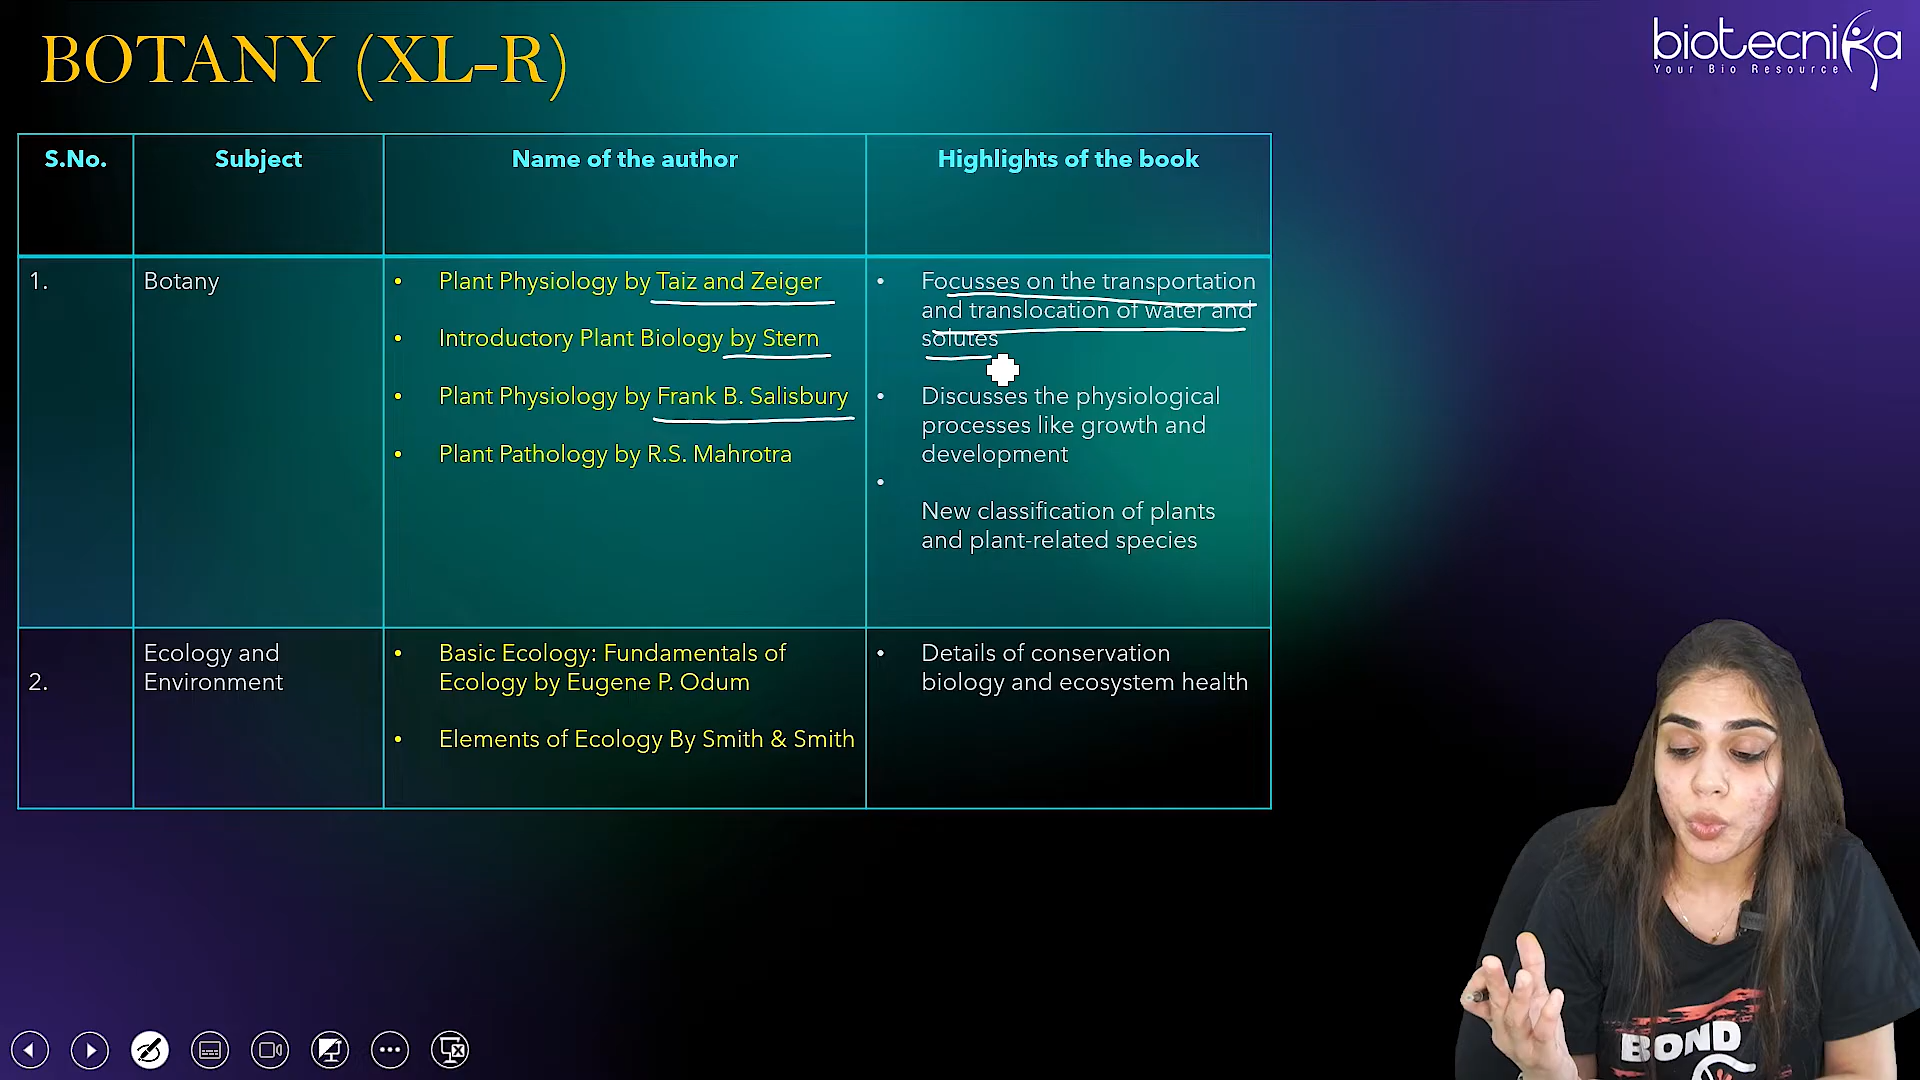 BOTANY (XL-R)
biotecnika
Your Bio Resource
S.No.
Subject
Name of the author
Highlights of the book
1.
Botany
• Plant Physiology by Taiz and Zeiger
• Introductory Plant Biology by Stern
• Plant Physiology by Frank B. Salisbury
• Plant Pathology by R.S. Mahrotra
• Focusses on the transportation
and translocation of water and
solutes
• Discusses the physiological
processes like growth and
development
•
New classification of plants
and plant-related species
2.
Ecology and
Environment
• Basic Ecology: Fundamentals of
Ecology by Eugene P. Odum
• Elements of Ecology By Smith & Smith
• Details of conservation
biology and ecosystem health
BOND